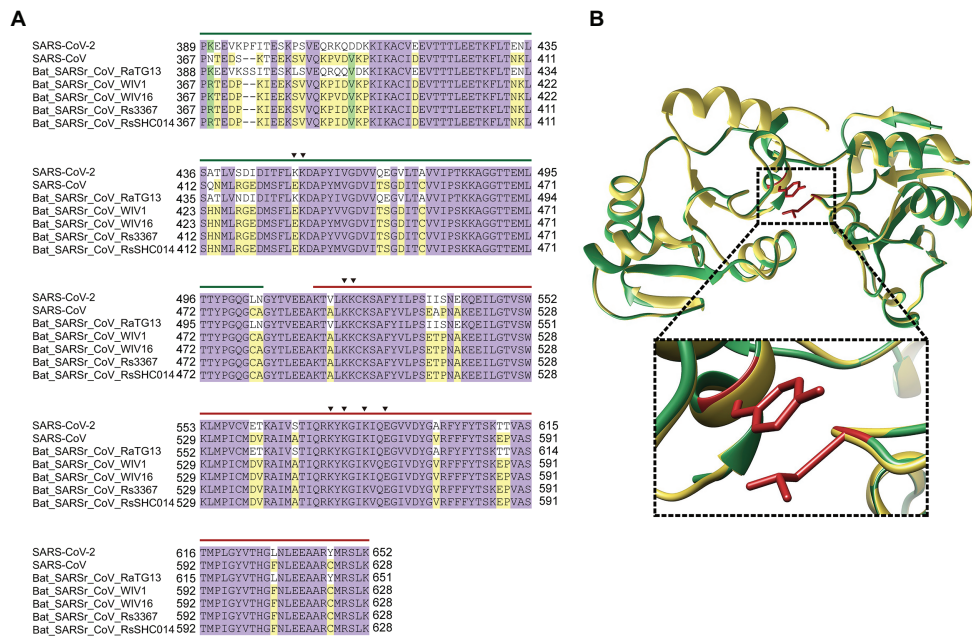 A
SARS-CoV-2 389 PKEEVKPFITESKPSVEQRKQDDKKIKACVEEVTTTLEETKFLTENL 435
SARS-CoV 367 PNTEDS--KTEEKSVVQKPVDVKPKIKACIDEVTTTLEETKFLTNKL 411
Bat_SARSr_CoV_RaTG13 388 PKEEVKSSITESKLSVEQRQQVDKKIKACVEEVTTTLEETKFLTENL 434
Bat_SARSr_CoV_WIV1 367 PRTEDP--KIEEKSVVQKPIDVKPKIKACIDEVTTTLEETKFLTNKL 422
Bat_SARSr_CoV_WIV16 367 PRTEDP--KIEEKSVVQKPIDVKPKIKACIDEVTTTLEETKFLTNKL 422
Bat_SARSr_CoV_Rs3367 367 PRTEDP--KIEEKSVVQKPIDVKPKIKACIDEVTTTLEETKFLTNKL 411
Bat_SARSr_CoV_RsSHC014 367 PRTEDP--KIEEKSVVQKPIDVKPKIKACIDEVTTTLEETKFLTNKL 411
SARS-CoV-2 436 SATLVSDIDITFLKKDAPYIVGDVVQEGVLTAVVIPTKKAGGTTEML 495
SARS-CoV 412 SQNMLRGEDMSFLEKDAPYIVGDVITSGDITCVVIPSKKAGGTTEML 471
Bat_SARSr_CoV_RaTG13 435 SATLVNDIDITFLKKDAPYIVGDVVQEGVLTAVVIPTKKAGGTTEML 494
Bat_SARSr_CoV_WIV1 423 SHNMLRGEDMSFLEKDAPYIVGDVITSGDITCVVIPSKKAGGTTEML 471
Bat_SARSr_CoV_WIV16 423 SHNMLRGEDMSFLEKDAPYIVGDVITSGDITCVVIPSKKAGGTTEML 471
Bat_SARSr_CoV_Rs3367 412 SHNMLRGEDMSFLEKDAPYIVGDVITSGDITCVVIPSKKAGGTTEML 471
Bat_SARSr_CoV_RsSHC014 412 SHNMLRGEDMSFLEKDAPYIVGDVITSGDITCVVIPSKKAGGTTEML 471
SARS-CoV-2 496 TTYPGQGLNGYTVEEAKTVLKKCKSAFYILPSIISNEKQEILGTVSW 552
SARS-CoV 472 TTYPGQGCAGYTLEEAKTALKKCKSAFYVLPSEAPNAKEEILGTVSW 528
Bat_SARSr_CoV_RaTG13 495 TTYPGQGLNGYTVEEAKTVLKKCKSAFYILPSIISNEKQEILGTVSW 551
Bat_SARSr_CoV_WIV1 472 TTYPGQGCAGYTLEEAKTALKKCKSAFYVLPSETPNAKEEILGTVSW 528
Bat_SARSr_CoV_WIV16 472 TTYPGQGCAGYTLEEAKTALKKCKSAFYVLPSETPNAKEEILGTVSW 528
Bat_SARSr_CoV_Rs3367 472 TTYPGQGCAGYTLEEAKTALKKCKSAFYVLPSETPNAKEEILGTVSW 528
Bat_SARSr_CoV_RsSHC014 472 TTYPGQGCAGYTLEEAKTALKKCKSAFYVLPSETPNAKEEILGTVSW 528
SARS-CoV-2 553 KLMPICVETKAIVSTIQRKYKGIKIQEGVVDYGARFYFYTSKTTVAS 615
SARS-CoV 529 KLMPICMDVRAIMATIQRKYKGIKIQEGIVDYGVRFFFYTSKEPVAS 591
Bat_SARSr_CoV_RaTG13 552 KLMPICMETKAIVSTIQRKYKGIKIQEGVVDYGARFYFYTSKTTVAS 614
Bat_SARSr_CoV_WIV1 529 KLMPICMDVRAIMATIQRKYKGIKVQEGIVDYGVRFFFYTSKEPVAS 591
Bat_SARSr_CoV_WIV16 529 KLMPICMDVRAIMATIQRKYKGIKVQEGIVDYGVRFFFYTSKEPVAS 591
Bat_SARSr_CoV_Rs3367 529 KLMPICMDVRAIMATIQRKYKGIKVQEGIVDYGVRFFFYTSKEPVAS 591
Bat_SARSr_CoV_RsSHC014 529 KLMPICMDVRAIMATIQRKYKGIKVQEGIVDYGVRFFFYTSKEPVAS 591
SARS-CoV-2 616 TMPLGYVTHGLNLEEAARYMRSLK 652
SARS-CoV 592 TMPIGYVTHGFNLEEAARCMRSLK 628
Bat_SARSr_CoV_RaTG13 615 TMPLGYVTHGLNLEEAARYMRSLK 651
Bat_SARSr_CoV_WIV1 592 TMPIGYVTHGFNLEEAARCMRSLK 628
Bat_SARSr_CoV_WIV16 592 TMPIGYVTHGFNLEEAARCMRSLK 628
Bat_SARSr_CoV_Rs3367 592 TMPIGYVTHGFNLEEAARCMRSLK 628
Bat_SARSr_CoV_RsSHC014 592 TMPIGYVTHGFNLEEAARCMRSLK 628
B